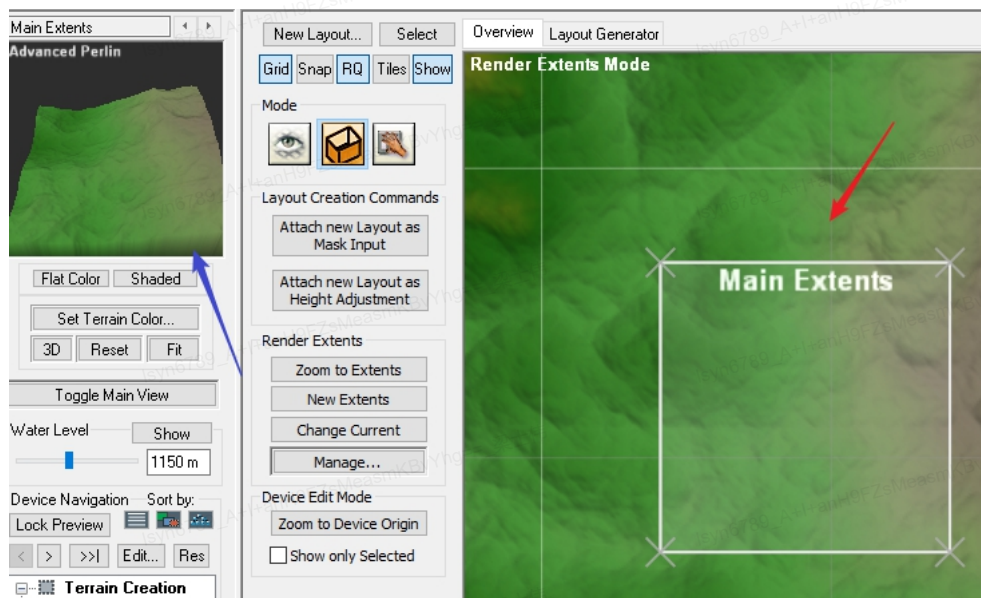 Main Extents
Advanced Perlin
Flat Color
Shaded
Set Terrain Color...
3D
Reset
Fit
Toggle Main View
Water Level
Show
1150 m
Device Navigation
Sort by:
Lock Preview
<
>
>>|
Edit...
Res
Terrain Creation
New Layout...
Select
Grid
Snap
RQ
Tiles
Show
Mode
Layout Creation Commands
Attach new Layout as
Mask Input
Attach new Layout as
Height Adjustment
Render Extents
Zoom to Extents
New Extents
Change Current
Manage...
Device Edit Mode
Zoom to Device Origin
Show only Selected
Overview
Layout Generator
Render Extents Mode
Main Extents